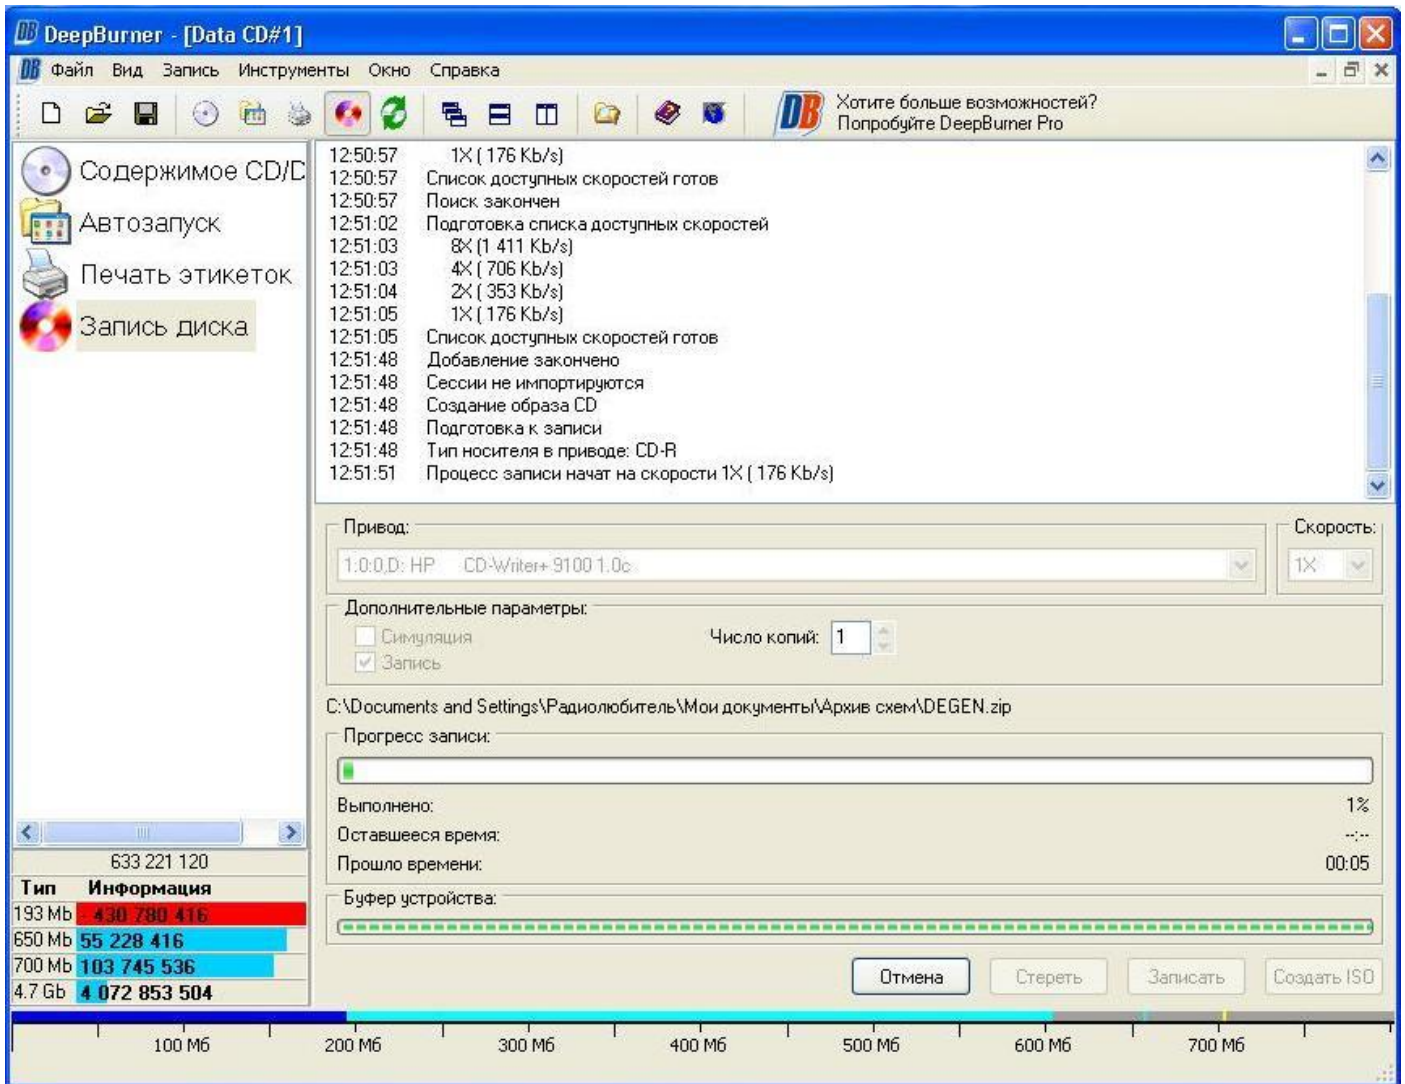 DeepBurner - [Data CD#1]
Файл Вид Запись Инструменты Окно Справка
Хотите больше возможностей?
Попробуйте DeepBurner Pro
Содержимое CD/D
Автозапуск
Печать этикеток
Запись диска
12:50:57 1X ( 176 Kb/s)
12:50:57 Список доступных скоростей готов
12:50:57 Поиск закончен
12:51:02 Подготовка списка доступных скоростей
12:51:03 8X (1 411 Kb/s)
12:51:03 4X ( 706 Kb/s)
12:51:04 2X ( 353 Kb/s)
12:51:05 1X ( 176 Kb/s)
12:51:05 Список доступных скоростей готов
12:51:48 Добавление закончено
12:51:48 Сессии не импортируются
12:51:48 Создание образа CD
12:51:48 Подготовка к записи
12:51:48 Тип носителя в приводе: CD-R
12:51:51 Процесс записи начат на скорости 1X ( 176 Kb/s)
Привод: Скорость:
1:0:0,D: HP CD-Writer+ 9100 1.0c 1X
Дополнительные параметры:
Симуляция Число копий: 1
Запись
C:\Documents and Settings\Радиолюбитель\Мои документы\Архив схем\DEGEN.zip
Прогресс записи:
Выполнено: 1%
Оставшееся время: --:--
Прошло времени: 00:05
Буфер устройства:
Отмена Стереть Записать Создать ISO
633 221 120
Тип Информация
193 Mb - 430 780 416
650 Mb 55 228 416
700 Mb 103 745 536
4.7 Gb 4 072 853 504
100 Мб 200 Мб 300 Мб 400 Мб 500 Мб 600 Мб 700 Мб